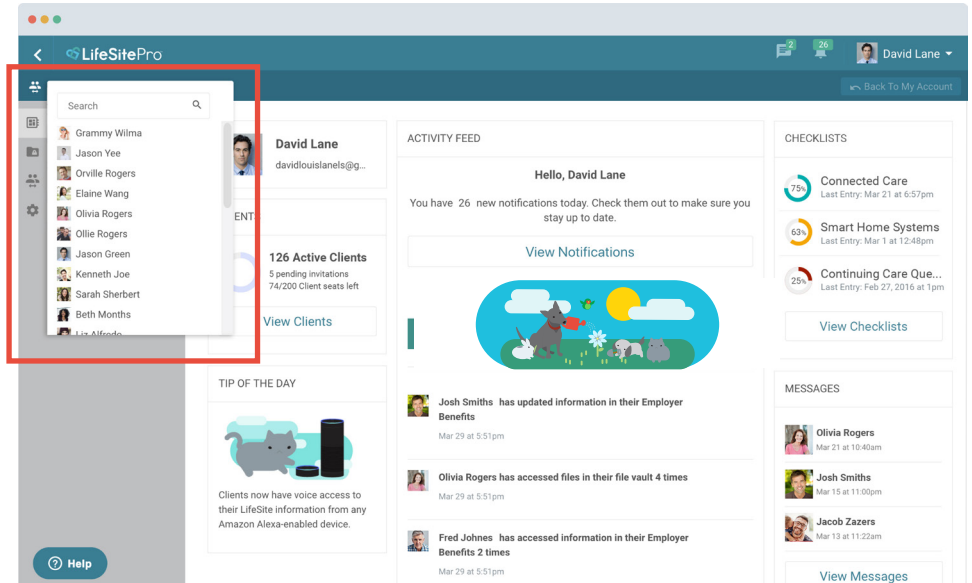 LifeSitePro
2
26
David Lane
Back To My Account
Search
Grammy Wilma
Jason Yee
Orville Rogers
Elaine Wang
Olivia Rogers
Ollie Rogers
Jason Green
Kenneth Joe
Sarah Sherbert
Beth Months
Liz Alfredo
David Lane
davidlouislanels@g...
126 Active Clients
5 pending invitations
74/200 Client seats left
View Clients
TIP OF THE DAY
Clients now have voice access to
their LifeSite information from any
Amazon Alexa-enabled device.
Help
ACTIVITY FEED
Hello, David Lane
You have 26 new notifications today. Check them out to make sure you
stay up to date.
View Notifications
Josh Smiths has updated information in their Employer
Benefits
Mar 29 at 5:51pm
Olivia Rogers has accessed files in their file vault 4 times
Mar 29 at 5:51pm
Fred Johnes has accessed information in their Employer
Benefits 2 times
Mar 29 at 5:51pm
CHECKLISTS
75%
Connected Care
Last Entry: Mar 21 at 6:57pm
63%
Smart Home Systems
Last Entry: Mar 1 at 12:48pm
25%
Continuing Care Que...
Last Entry: Feb 27, 2016 at 1pm
View Checklists
MESSAGES
Olivia Rogers
Mar 21 at 10:40am
Josh Smiths
Mar 15 at 11:00pm
Jacob Zazers
Mar 13 at 11:22am
View Messages